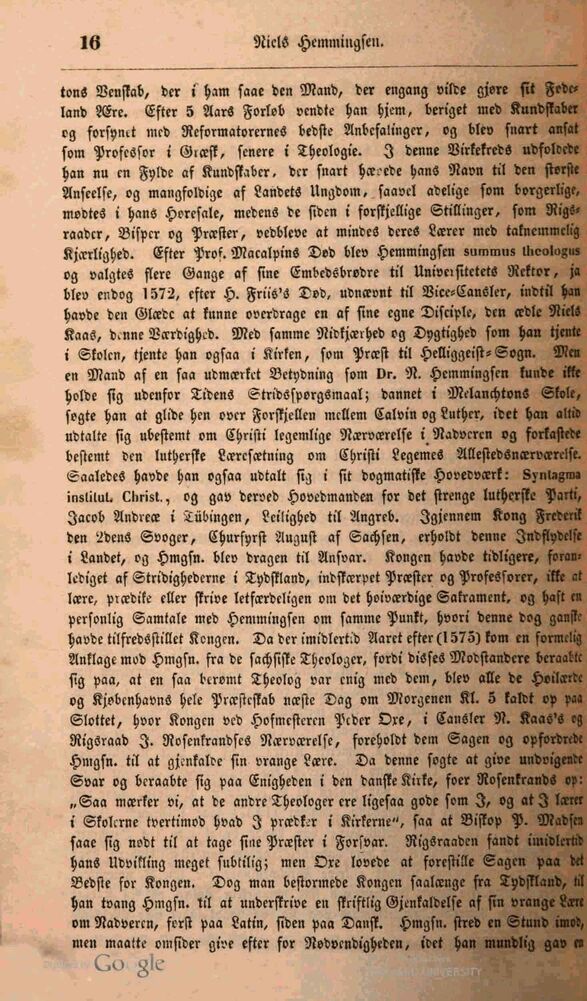 16 Niels Hemmingsen.
tons Venskab, der i ham saae den Mand, der engang vilde gjøre sit Fæde-
land Ære. Efter 5 Aars Forløb vendte han hjem, beriget med Kundskaber
og forsynet med Reformatorernes bedste Anbefalinger, og blev snart ansat
som Professor i Græsk, senere i Theologie. I denne Virkekreds udfoldede
han nu en Fylde af Kundskaber, der snart hævede hans Navn til den største
Anseelse, og mangfoldige af Landets Ungdom, saavel adelige som borgerlige,
mødtes i hans Høresale, medens de siden i forskjellige Stillinger, som Rigs-
raader, Bisper og Præster, vedbleve at mindes deres Lærer med taknemmelig
Kjærlighed. Efter Prof. Macalpins Død blev Hemmingsen summus theologus
og valgtes flere Gange af sine Embedsbrødre til Universitetets Rektor, ja
blev endog 1572, efter H. Friis's Død, udnævnt til Vice-Cansler, indtil han
havde den Glæde at kunne overdrage en af sine egne Disciple, den ædle Niels
Kaas, denne Værdighed. Med samme Nidkjærhed og Dygtighed som han tjente
i Skolen, tjente han ogsaa i Kirken, som Præst til Helliggeist-Sogn. Men
en Mand af en saa udmærket Betydning som Dr. N. Hemmingsen kunde ikke
holde sig udenfor Tidens Stridsspørgsmaal; dannet i Melanchtons Skole,
søgte han at glide hen over Forskjellen mellem Calvin og Luther, idet han altid
udtalte sig ubestemt om Christi legemlige Nærværelse i Nadveren og forkastede
bestemt den lutherske Læresætning om Christi Legemes Allestedsnærværelse.
Saaledes havde han ogsaa udtalt sig i sit dogmatiske Hovedværk: Syntagma
institut. Christ., og gav derved Hovedmanden for det strenge lutherske Parti,
Jacob Andreæ i Tübingen, Leilighed til Angreb. Igjennem Kong Frederik
den 2dens Svoger, Churfyrst August af Sachsen, erholdt denne Indflydelse
i Landet, og Hmgsn. blev dragen til Ansvar. Kongen havde tidligere, foran-
lediget af Stridighederne i Tydskland, indskærpet Præster og Professorer, ikke at
lære, prædike eller skrive letfærdeligen om det høiværdige Sakrament, og haft en
personlig Samtale med Hemmingsen om samme Punkt, hvori denne dog ganske
havde tilfredsstillet Kongen. Da der imidlertid Aaret efter (1575) kom en formelig
Anklage mod Hmgsn. fra de sachsiske Theologer, fordi disses Modstandere beraabte
sig paa, at en saa berømt Theolog var enig med dem, blev alle de Høilærde
og Kjøbenhavns hele Præsteskab næste Dag om Morgenen Kl. 5 kaldt op paa
Slottet, hvor Kongen ved Hofmesteren Peder Oxe, i Cansler N. Kaas's og
Rigsraad J. Rosenkrandses Nærværelse, foreholdt dem Sagen og opfordrede
Hmgsn. til at gjenkalde sin vrange Lære. Da denne søgte at give undvigende
Svar og beraabte sig paa Enigheden i den danske Kirke, foer Rosenkrands op:
„Saa mærker vi, at de andre Theologer ere ligesaa gode som I, og at I lærer
i Skolerne tvertimod hvad I prædiker i Kirkerne“, saa at Biskop P. Madsen
saae sig nødt til at tage sine Præster i Forsvar. Rigsraaden fandt imidlertid
hans Udvikling meget subtilig; men Oxe lovede at forestille Sagen paa det
Bedste for Kongen. Dog man bestormede Kongen saalænge fra Tydskland, til
han tvang Hmgsn. til at underskrive en skriftlig Gjenkaldelse af sin vrange Lære
om Nadveren, først paa Latin, siden paa Dansk. Hmgsn. stred en Stund imod,
men maatte omsider give efter for Nødvendigheden, idet han mundlig gav en
Google
UNIVERSITY